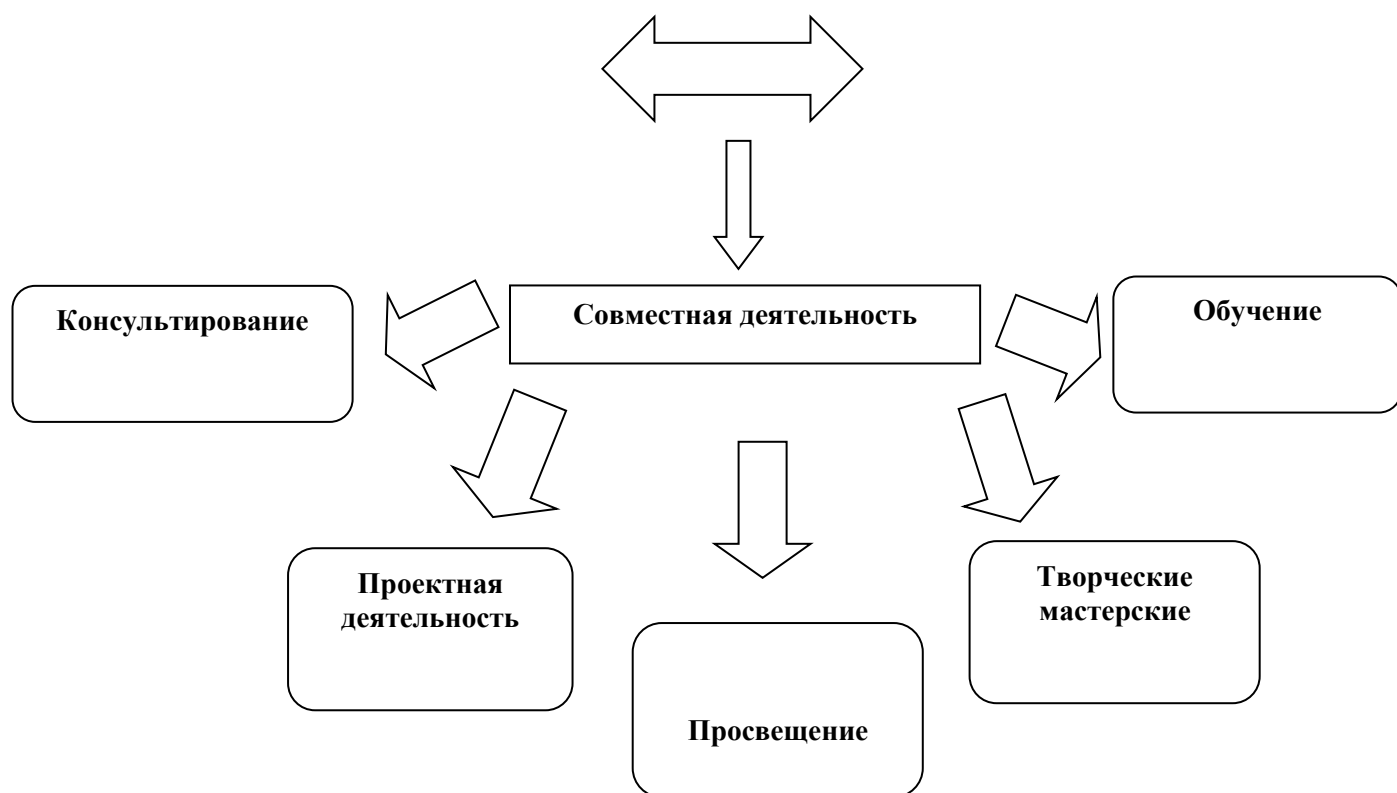 Совместная деятельность
Консультирование
Обучение
Проектная
деятельность
Творческие
мастерские
Просвещение